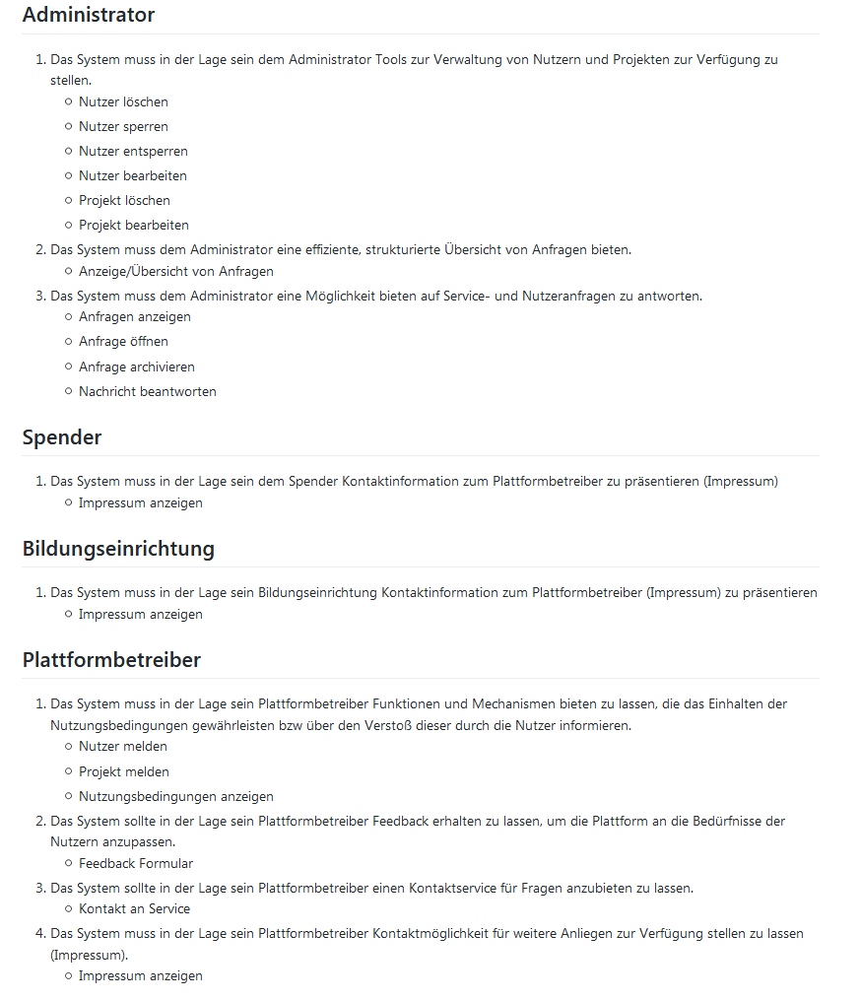 Administrator
1. Das System muss in der Lage sein dem Administrator Tools zur Verwaltung von Nutzern und Projekten zur Verfügung zu
stellen.
Nutzer löschen
Nutzer sperren
Nutzer entsperren
Nutzer bearbeiten
Projekt löschen
Projekt bearbeiten
2. Das System muss dem Administrator eine effiziente, strukturierte Übersicht von Anfragen bieten.
Anzeige/Übersicht von Anfragen
3. Das System muss dem Administrator eine Möglichkeit bieten auf Service- und Nutzeranfragen zu antworten.
Anfragen anzeigen
Anfrage öffnen
Anfrage archivieren
Nachricht beantworten
Spender
1. Das System muss in der Lage sein dem Spender Kontaktinformation zum Plattformbetreiber zu präsentieren (Impressum)
Impressum anzeigen
Bildungseinrichtung
1. Das System muss in der Lage sein Bildungseinrichtung Kontaktinformation zum Plattformbetreiber (Impressum) zu präsentieren
Impressum anzeigen
Plattformbetreiber
1. Das System muss in der Lage sein Plattformbetreiber Funktionen und Mechanismen bieten zu lassen, die das Einhalten der
Nutzungsbedingungen gewährleisten bzw über den Verstoß dieser durch die Nutzer informieren.
Nutzer melden
Projekt melden
Nutzungsbedingungen anzeigen
2. Das System sollte in der Lage sein Plattformbetreiber Feedback erhalten zu lassen, um die Plattform an die Bedürfnisse der
Nutzern anzupassen.
Feedback Formular
3. Das System sollte in der Lage sein Plattformbetreiber einen Kontaktservice für Fragen anzubieten zu lassen.
Kontakt an Service
4. Das System muss in der Lage sein Plattformbetreiber Kontaktmöglichkeit für weitere Anliegen zur Verfügung stellen zu lassen
(Impressum).
Impressum anzeigen